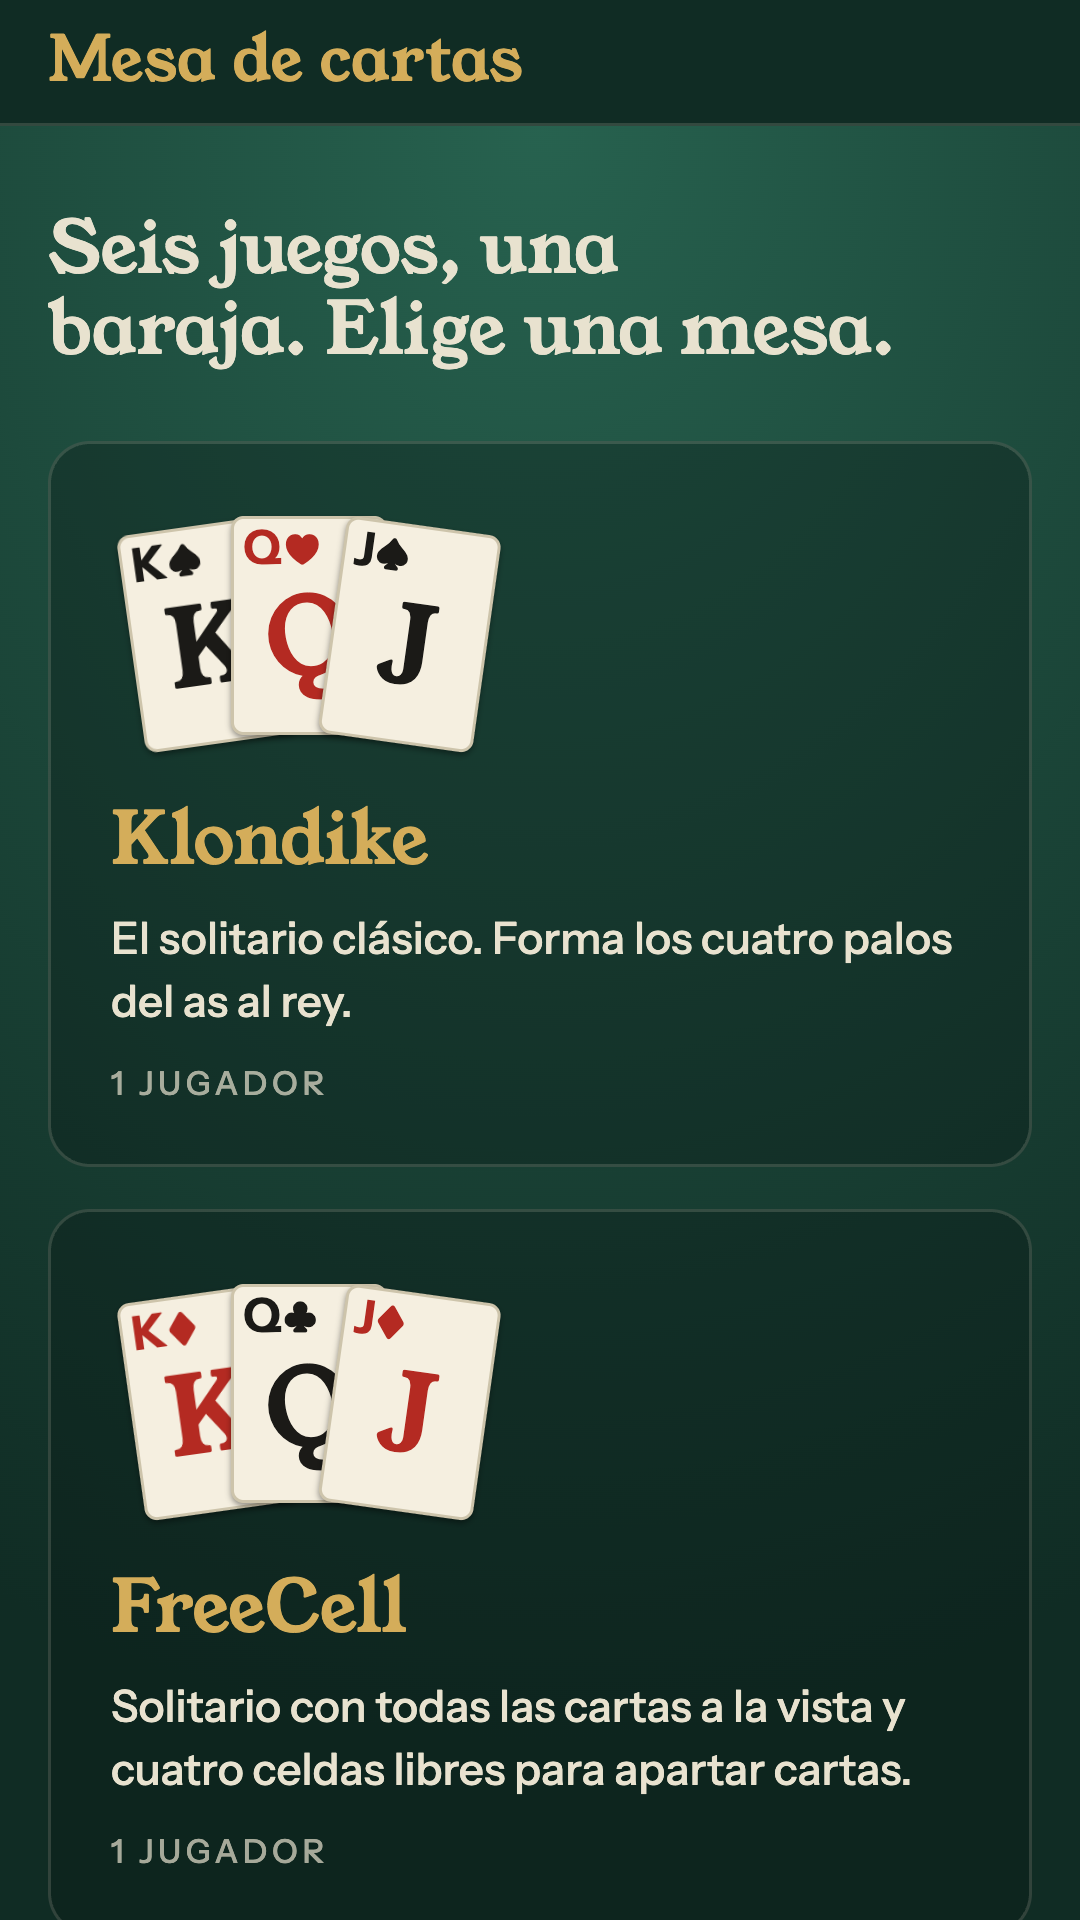 Mesa de cartas
Seis juegos, una
baraja. Elige una mesa.
K♠ Q♥ J♠
K Q J
Klondike
El solitario clásico. Forma los cuatro palos
del as al rey.
1 JUGADOR
K♦ Q♣ J♦
K Q J
FreeCell
Solitario con todas las cartas a la vista y
cuatro celdas libres para apartar cartas.
1 JUGADOR